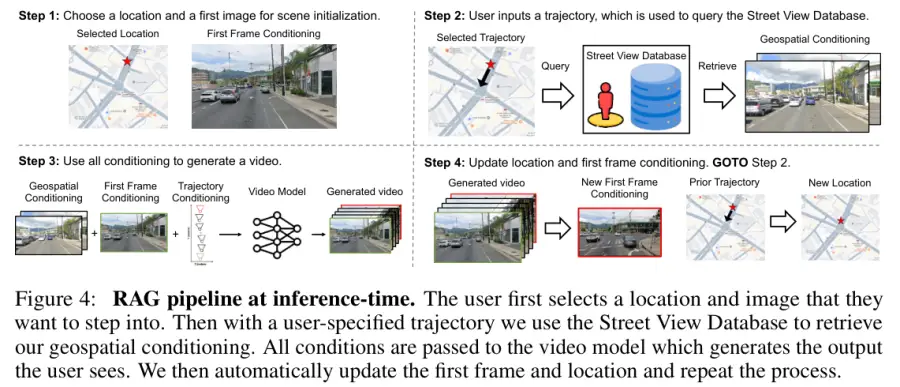 Step 1: Choose a location and a first image for scene initialization.
Selected Location
First Frame Conditioning
Step 2: User inputs a trajectory, which is used to query the Street View Database.
Selected Trajectory
Query
Street View Database
Retrieve
Geospatial Conditioning
Step 3: Use all conditioning to generate a video.
Geospatial
Conditioning
+
First Frame
Conditioning
+
Trajectory
Conditioning
Video Model
Generated video
Step 4: Update location and first frame conditioning. GOTO Step 2.
Generated video
New First Frame
Conditioning
Prior Trajectory
New Location
Figure 4: RAG pipeline at inference-time. The user first selects a location and image that they
want to step into. Then with a user-specified trajectory we use the Street View Database to retrieve
our geospatial conditioning. All conditions are passed to the video model which generates the output
the user sees. We then automatically update the first frame and location and repeat the process.